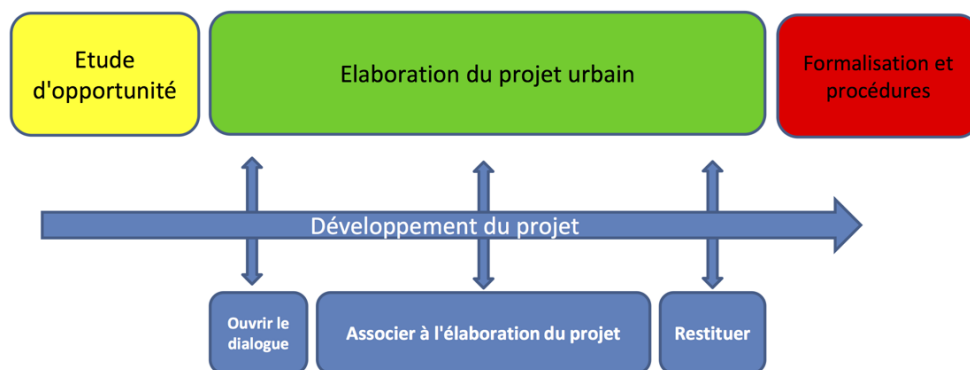 Etude
d'opportunité
Elaboration du projet urbain
Formalisation et
procédures
Développement du projet
Ouvrir le
dialogue
Associer à l'élaboration du projet
Restituer